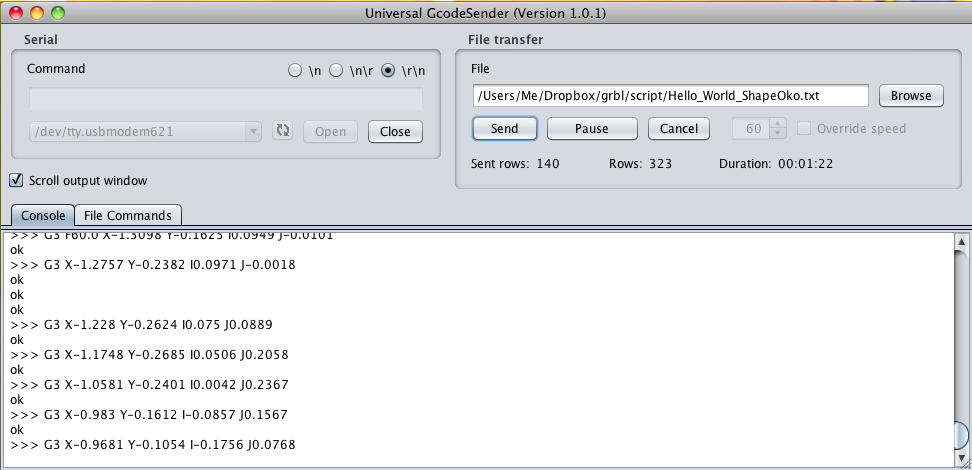 Universal GcodeSender (Version 1.0.1)
Serial
Command
\n
\n\r
\r\n
/dev/tty.usbmodem621
Open
Close
File transfer
File
/Users/Me/Dropbox/grbl/script/Hello_World_ShapeOko.txt
Browse
Send
Pause
Cancel
60
Override speed
Sent rows: 140
Rows: 323
Duration: 00:01:22
Scroll output window
Console
File Commands
>>> G3 F60.0 X-1.3098 Y-0.1625 I0.0949 J-0.0101
ok
>>> G3 X-1.2757 Y-0.2382 I0.0971 J-0.0018
ok
ok
ok
>>> G3 X-1.228 Y-0.2624 I0.075 J0.0889
ok
>>> G3 X-1.1748 Y-0.2685 I0.0506 J0.2058
ok
>>> G3 X-1.0581 Y-0.2401 I0.0042 J0.2367
ok
>>> G3 X-0.983 Y-0.1612 I-0.0857 J0.1567
ok
>>> G3 X-0.9681 Y-0.1054 I-0.1756 J0.0768